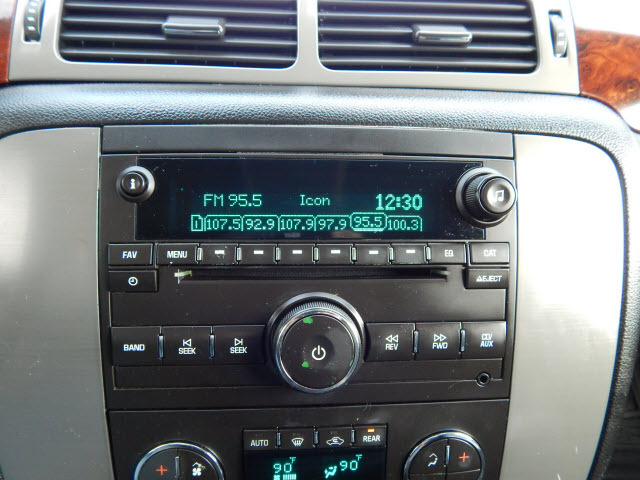 FM 95.5 Icon 12:30
1 107.5 92.9 107.9 97.9 95.5 100.3
FAV MENU EQ CAT
EJECT
BAND SEEK SEEK REV FWD CD/AUX
AUTO REAR
90°F 90°F